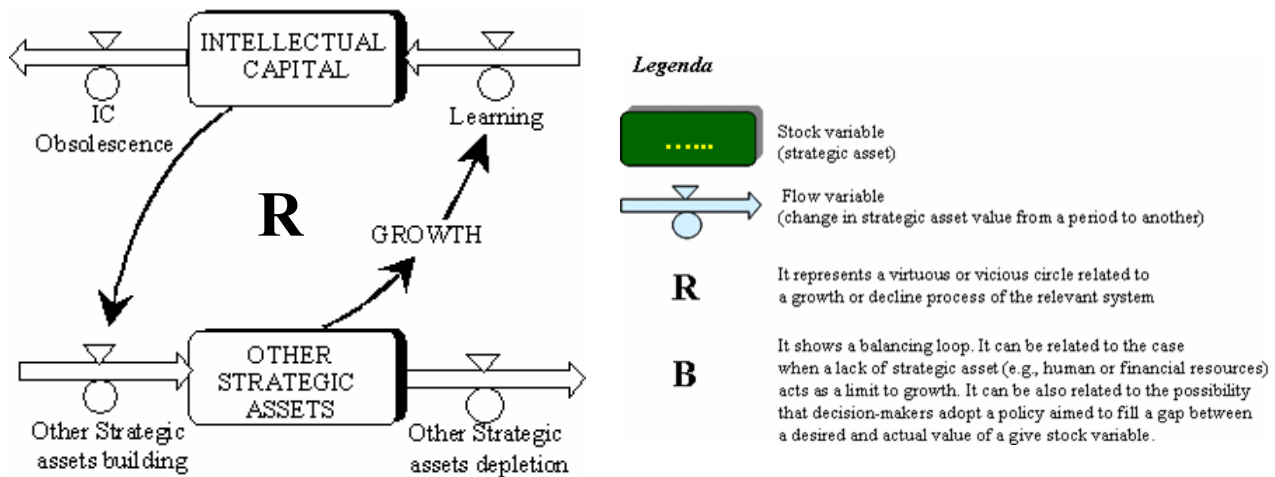 INTELLECTUAL
CAPITAL
IC
Obsolescence
Learning
R
GROWTH
OTHER
STRATEGIC
ASSETS
Other Strategic
assets building
Other Strategic
assets depletion
Legenda
......
Stock variable
(strategic asset)
Flow variable
(change in strategic asset value from a period to another)
R
It represents a virtuous or vicious circle related to
a growth or decline process of the relevant system
B
It shows a balancing loop. It can be related to the case
when a lack of strategic asset (e.g., human or financial resources)
acts as a limit to growth. It can be also related to the possibility
that decision-makers adopt a policy aimed to fill a gap between
a desired and actual value of a give stock variable.